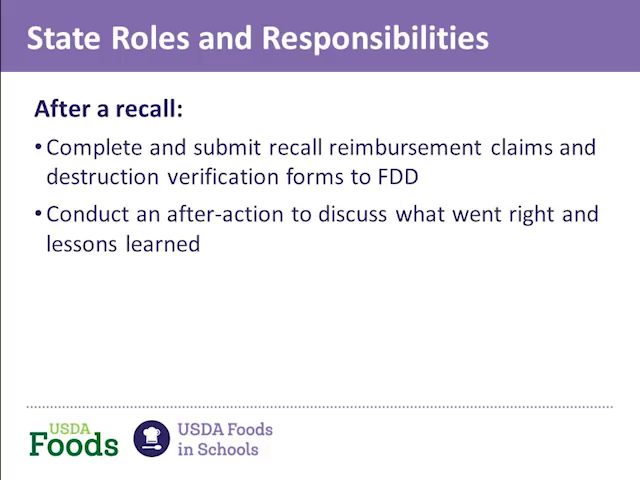 State Roles and Responsibilities
After a recall:
• Complete and submit recall reimbursement claims and
destruction verification forms to FDD
• Conduct an after-action to discuss what went right and
lessons learned
USDA
Foods
USDA Foods
in Schools